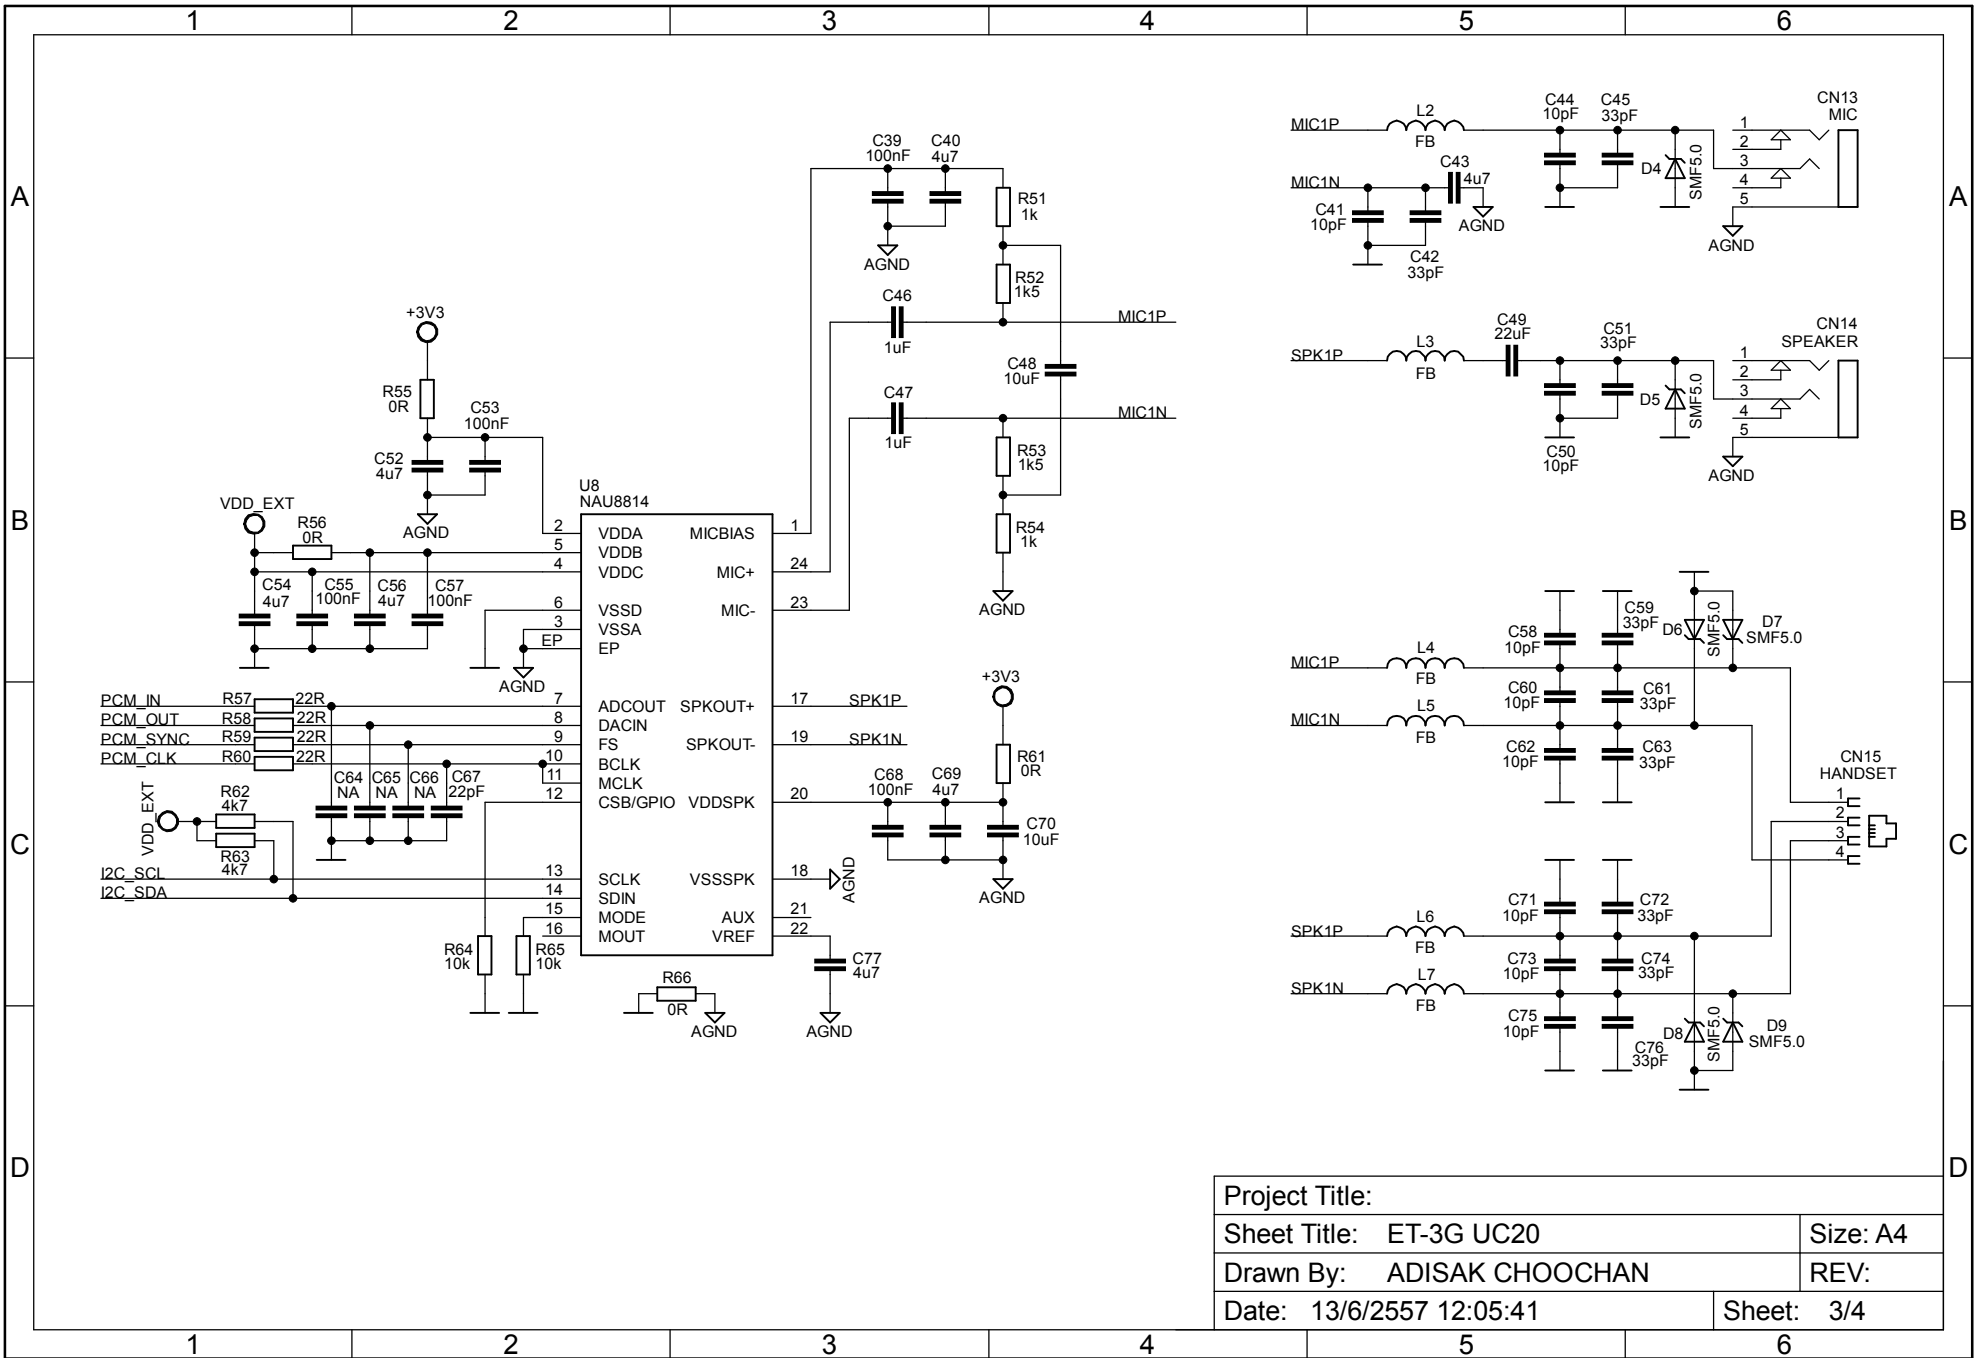 1 2 3 4 5 6
A
B
C
D
A
B
C
D
1 2 3 4 5 6
C39
100nF
C40
4u7
AGND
R51
1k
R52
1k5
C46
1uF
MIC1P
C48
10uF
C47
1uF
MIC1N
R53
1k5
R54
1k
AGND
+3V3
R55
0R
C53
100nF
C52
4u7
AGND
VDD_EXT
R56
0R
C54
4u7
C55
100nF
C56
4u7
C57
100nF
U8
NAU8814
2 VDDA
5 VDDB
4 VDDC
6 VSSD
3 VSSA
EP EP
AGND
7 ADCOUT
8 DACIN
9 FS
10 BCLK
11 MCLK
12 CSB/GPIO
13 SCLK
14 SDIN
15 MODE
16 MOUT
MICBIAS 1
MIC+ 24
MIC- 23
SPKOUT+ 17 SPK1P
SPKOUT- 19 SPK1N
VDDSPK 20
VSSSPK 18 AGND
AUX 21
VREF 22
PCM_IN R57 22R
PCM_OUT R58 22R
PCM_SYNC R59 22R
PCM_CLK R60 22R
C64
NA
C65
NA
C66
NA
C67
22pF
VDD_EXT
R62
4k7
R63
4k7
I2C_SCL
I2C_SDA
R64
10k
R65
10k
R66
0R
AGND
C77
4u7
AGND
+3V3
R61
0R
C68
100nF
C69
4u7
C70
10uF
AGND
MIC1P
L2
FB
C44
10pF
C45
33pF
D4
SMF5.0
CN13
MIC
1
2
3
4
5
AGND
MIC1N
C43
4u7
AGND
C41
10pF
C42
33pF
SPK1P
L3
FB
C49
22uF
C51
33pF
C50
10pF
D5
SMF5.0
CN14
SPEAKER
1
2
3
4
5
AGND
C58
10pF
C59
33pF
D6
SMF5.0
D7
SMF5.0
MIC1P
L4
FB
C60
10pF
C61
33pF
MIC1N
L5
FB
C62
10pF
C63
33pF
CN15
HANDSET
1
2
3
4
C71
10pF
C72
33pF
SPK1P
L6
FB
C73
10pF
C74
33pF
SPK1N
L7
FB
C75
10pF
C76
33pF
D8
SMF5.0
D9
SMF5.0
Project Title:
Sheet Title: ET-3G UC20 Size: A4
Drawn By: ADISAK CHOOCHAN REV:
Date: 13/6/2557 12:05:41 Sheet: 3/4